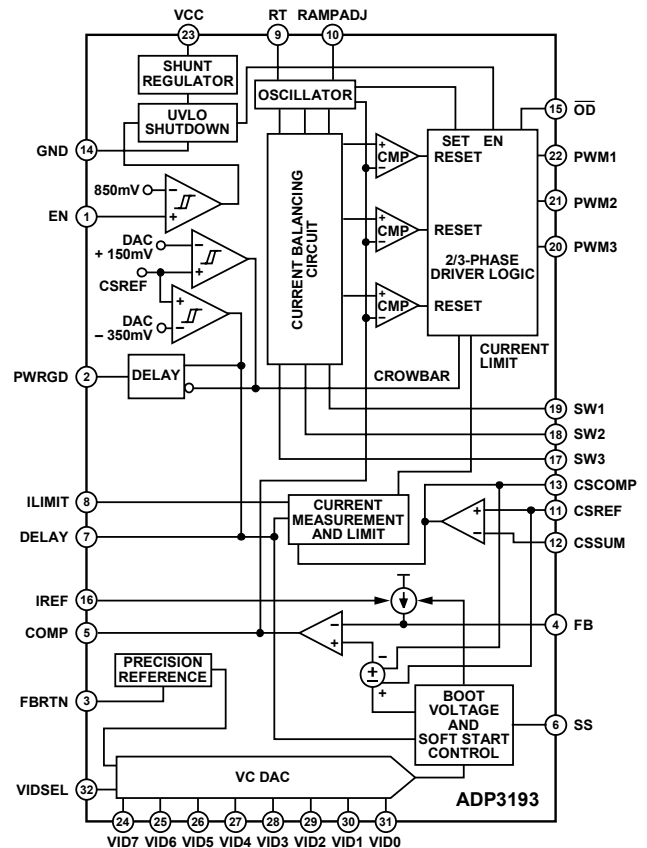 VCC
RT
RAMPADJ
23
9
10
SHUNT
REGULATOR
OSCILLATOR
UVLO
SHUTDOWN
GND
14
15
OD
SET EN
+
CMP
–
RESET
22
PWM1
850mV
–
+
EN
1
21
PWM2
DAC
+ 150mV
–
+
CSREF
+
CMP
–
RESET
20
PWM3
CURRENT BALANCING
CIRCUIT
2/3-PHASE
DRIVER LOGIC
+
–
DAC
– 350mV
+
CMP
–
RESET
CURRENT
LIMIT
PWRGD
2
DELAY
CROWBAR
19
SW1
18
SW2
17
SW3
13
CSCOMP
ILIMIT
8
CURRENT
MEASUREMENT
AND LIMIT
+
–
11
CSREF
DELAY
7
12
CSSUM
IREF
16
COMP
5
–
+
4
FB
–
±
+
PRECISION
REFERENCE
FBRTN
3
BOOT
VOLTAGE
AND
SOFT START
CONTROL
6
SS
VIDSEL
32
VC DAC
ADP3193
24
25
26
27
28
29
30
31
VID7
VID6
VID5
VID4
VID3
VID2
VID1
VID0